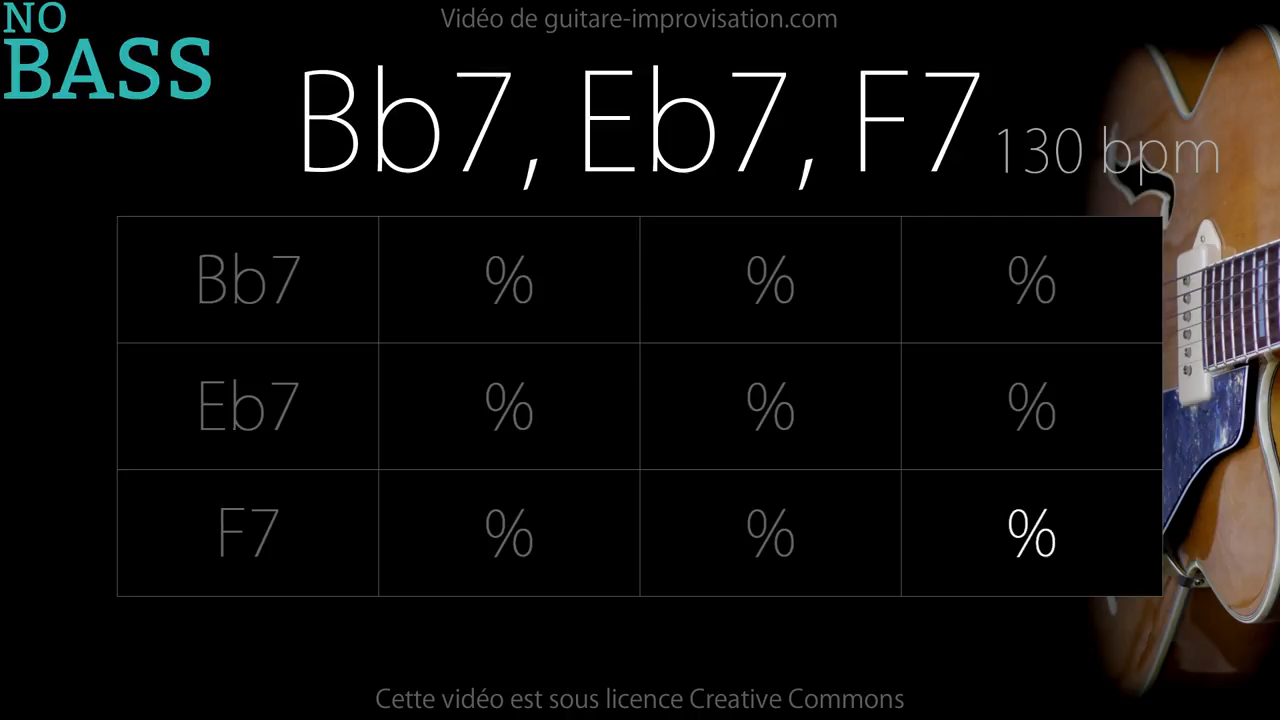 Vidéo de guitare-improvisation.com
NO
BASS
Bb7, Eb7, F7 130 bpm
Bb7 % % %
Eb7 % % %
F7 % % %
Cette vidéo est sous licence Creative Commons